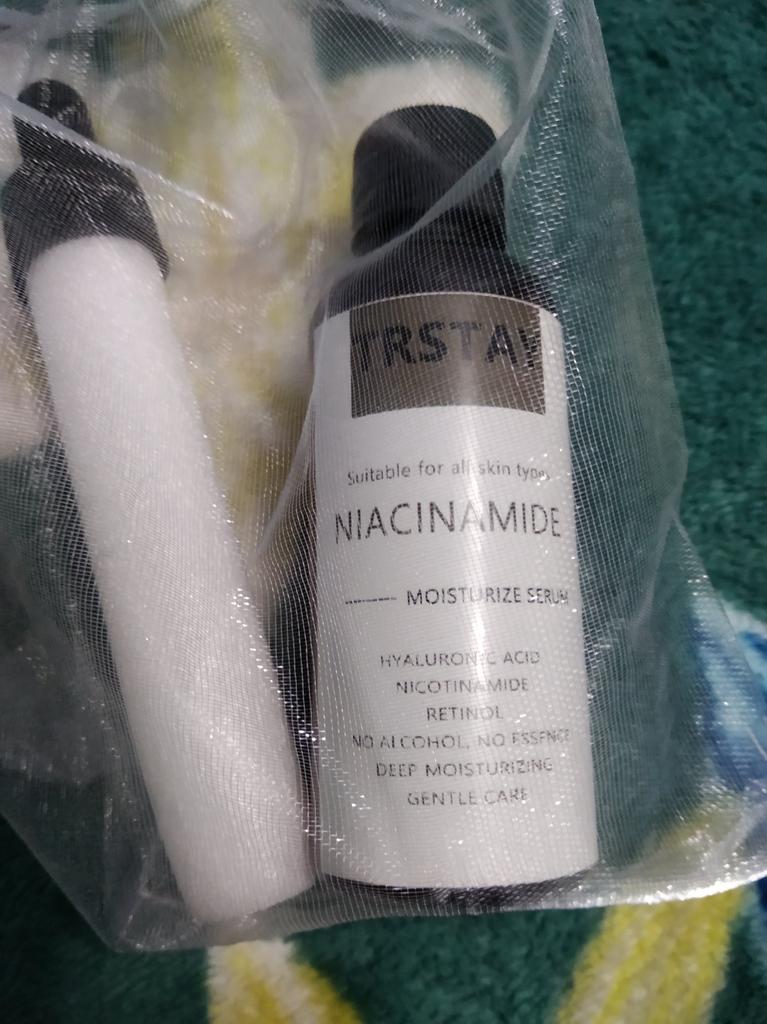 TRSTAY
Suitable for all skin types
NIACINAMIDE
MOISTURIZE SERUM
HYALURONIC ACID
NICOTINAMIDE
RETINOL
NO ALCOHOL, NO ESSENCE
DEEP MOISTURIZING
GENTLE CARE